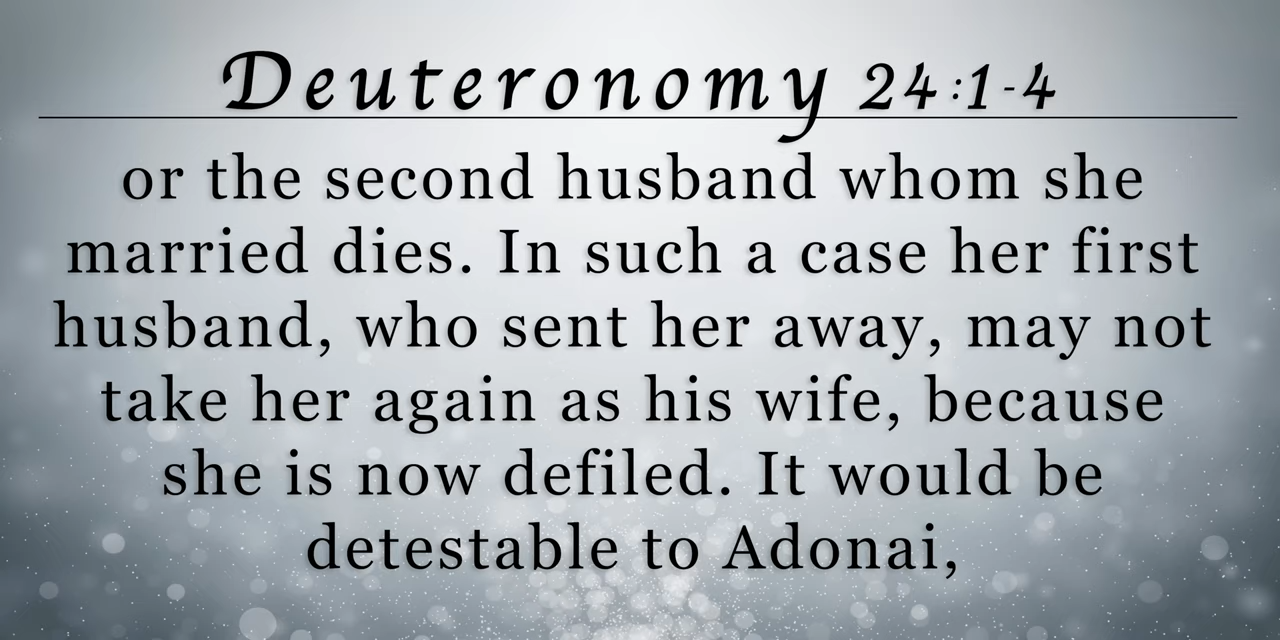 Deuteronomy 24:1-4
or the second husband whom she
married dies. In such a case her first
husband, who sent her away, may not
take her again as his wife, because
she is now defiled. It would be
detestable to Adonai,